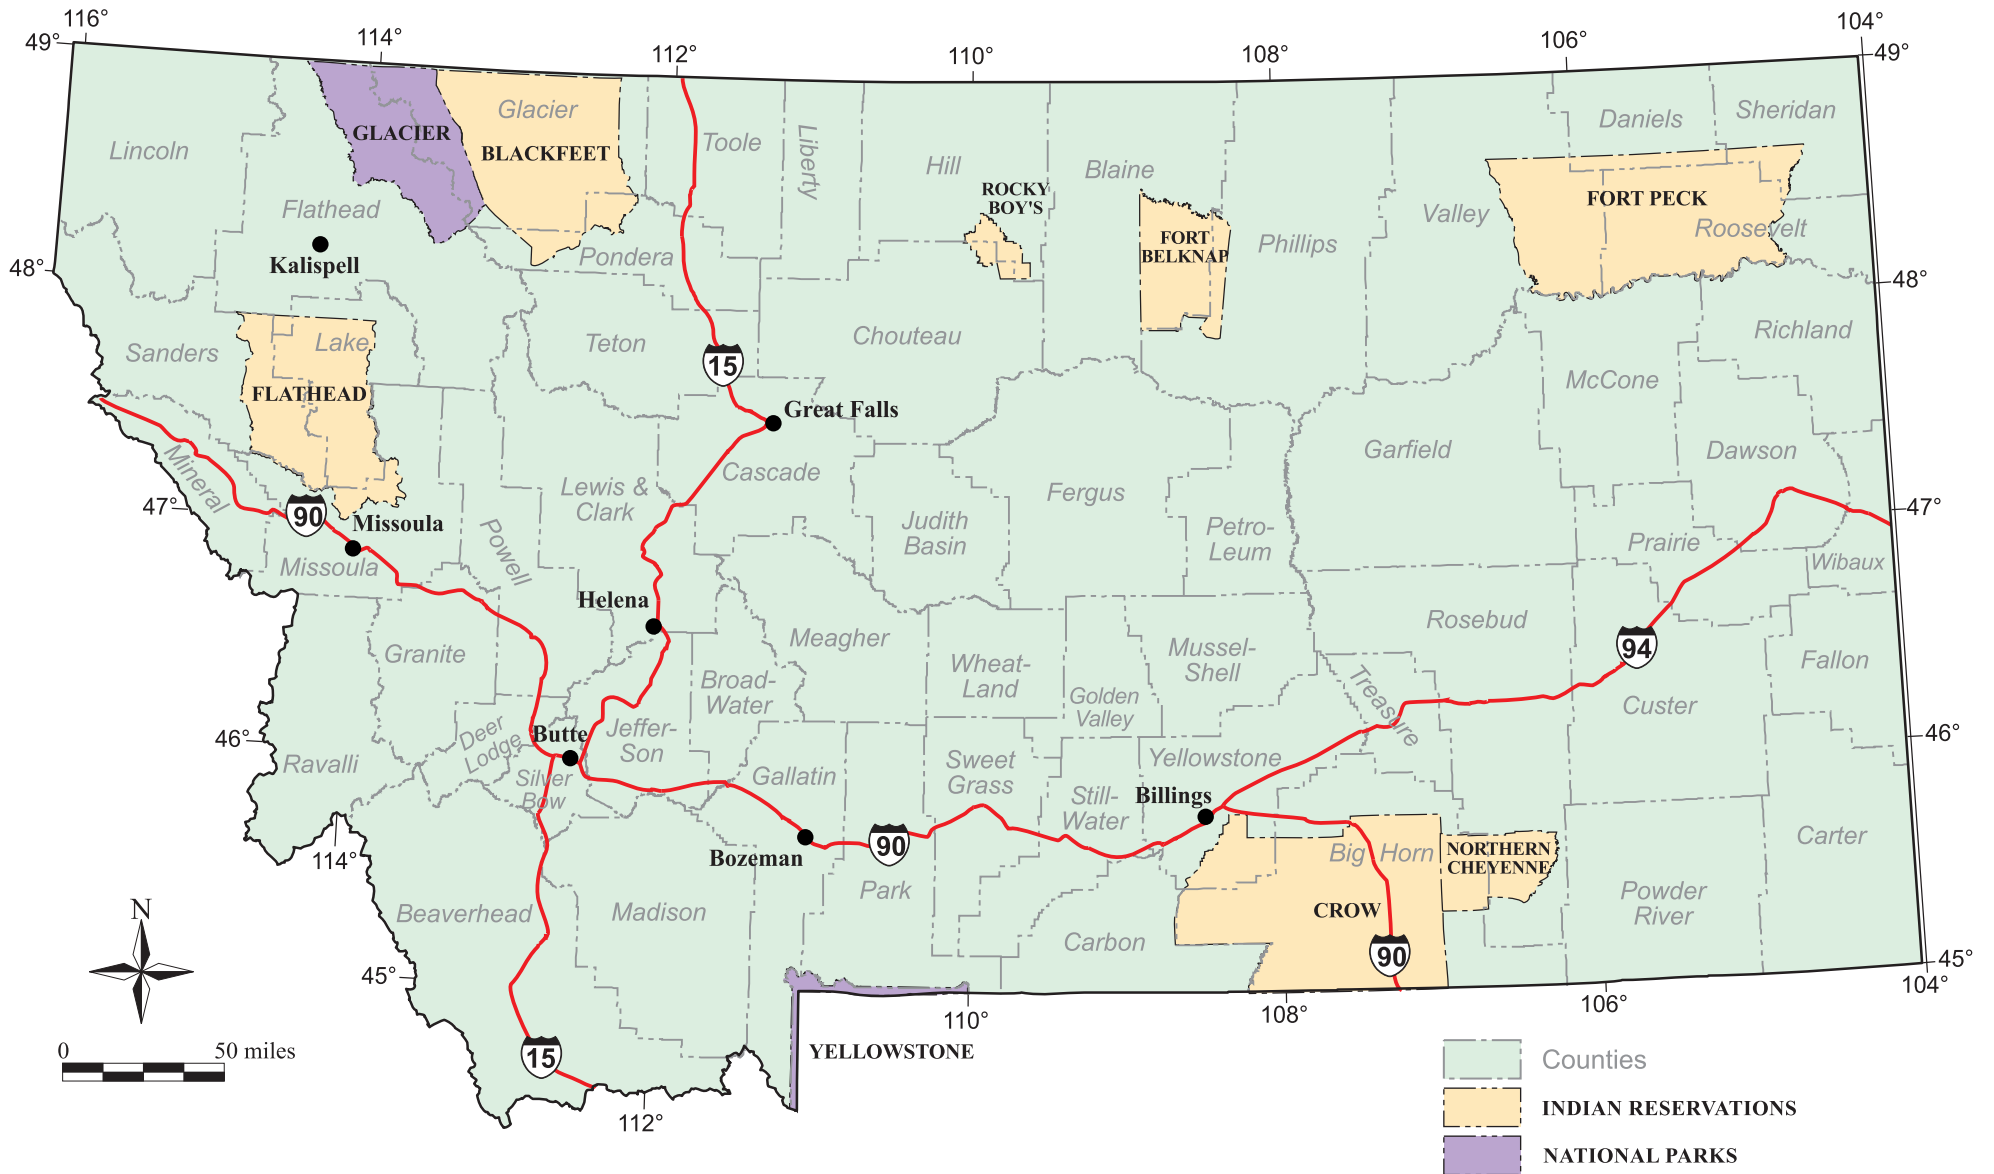 116°
114°
112°
110°
108°
106°
104°
49°
49°
Lincoln
GLACIER
Glacier
BLACKFEET
Toole
Liberty
Hill
ROCKY
BOY'S
Blaine
Daniels
Sheridan
Flathead
Kalispell
Pondera
FORT
BELKNAP
Phillips
Valley
FORT PECK
Roosevelt
48°
48°
Sanders
Lake
Teton
15
Chouteau
McCone
Richland
FLATHEAD
Great Falls
Mineral
Cascade
Garfield
Dawson
47°
90
Missoula
Lewis &
Clark
Judith
Basin
Fergus
Petro-
Leum
47°
Missoula
Powell
Prairie
Wibaux
Helena
Granite
Meagher
Wheat-
Land
Mussel-
Shell
Rosebud
94
Fallon
Broad-
Water
Golden
Valley
Treasure
Custer
46°
46°
Ravalli
Deer
Lodge
Butte
Jeffer-
Son
Silver
Bow
Gallatin
Sweet
Grass
Yellowstone
Still-
Water
Billings
114°
Bozeman
90
Park
Big Horn
NORTHERN
CHEYENNE
Carter
Beaverhead
Madison
Carbon
CROW
Powder
River
N
45°
90
45°
104°
110°
108°
106°
0
50 miles
15
YELLOWSTONE
112°
Counties
INDIAN RESERVATIONS
NATIONAL PARKS